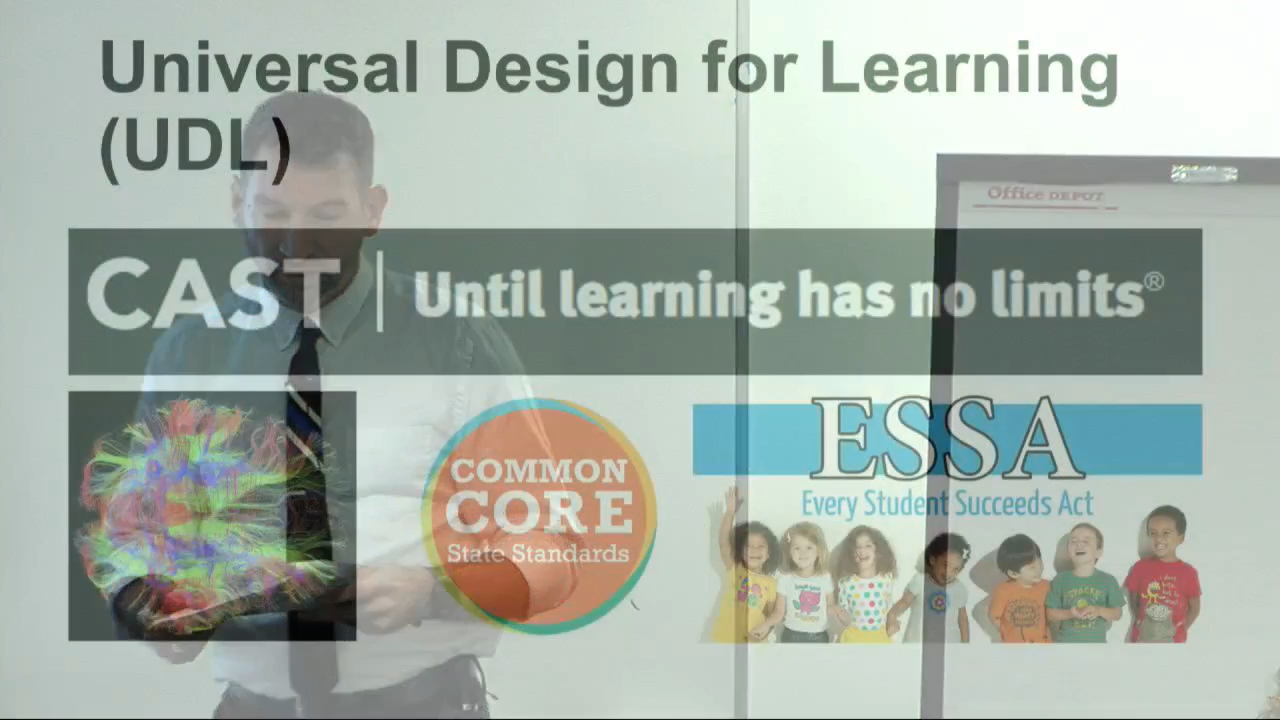 Universal Design for Learning
(UDL)
Office DEPOT
CAST | Until learning has no limits®
COMMON
CORE
State Standards
ESSA
Every Student Succeeds Act